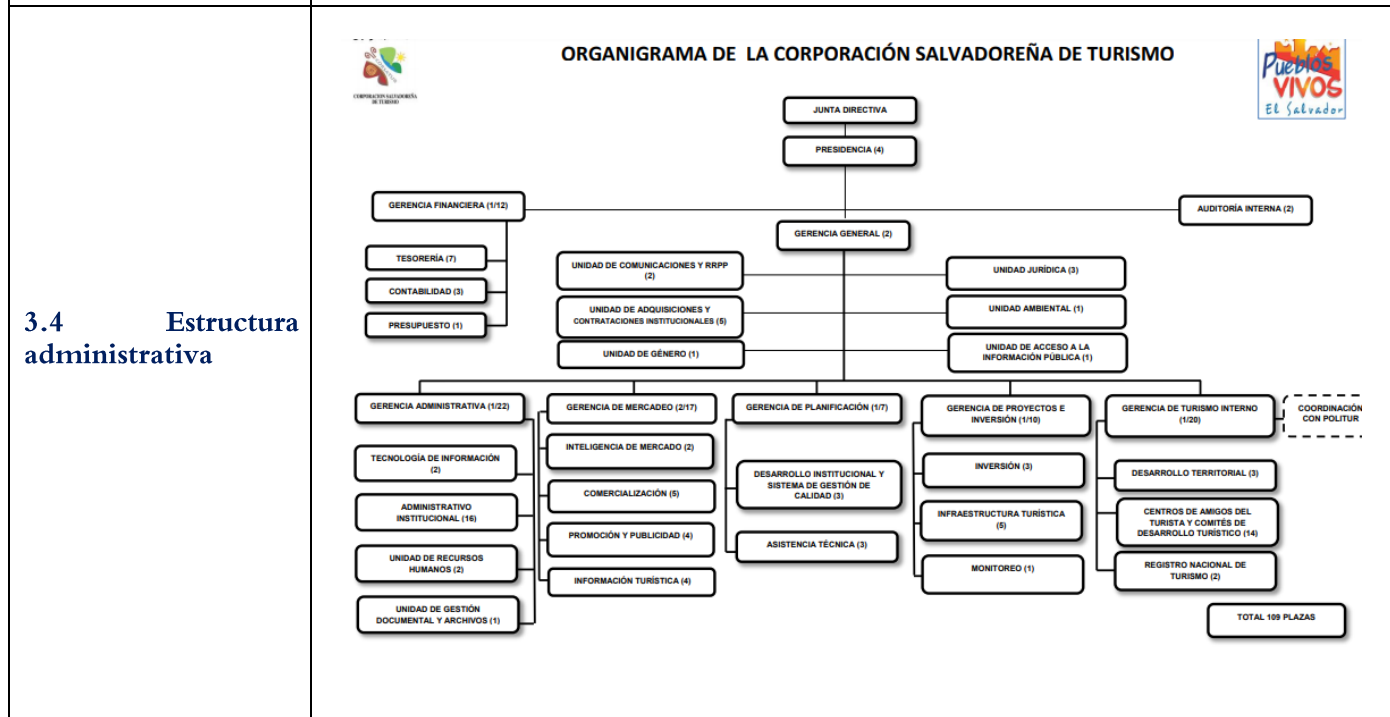 3.4 Estructura
administrativa
ORGANIGRAMA DE LA CORPORACIÓN SALVADOREÑA DE TURISMO
CORPORACION SALVADOREÑA
DE TURISMO
Pueblos
VIVOS
El Salvador
JUNTA DIRECTIVA
PRESIDENCIA (4)
GERENCIA FINANCIERA (1/12)
AUDITORÍA INTERNA (2)
GERENCIA GENERAL (2)
TESORERÍA (7)
CONTABILIDAD (3)
PRESUPUESTO (1)
UNIDAD DE COMUNICACIONES Y RRPP
(2)
UNIDAD JURÍDICA (3)
UNIDAD DE ADQUISICIONES Y
CONTRATACIONES INSTITUCIONALES (5)
UNIDAD AMBIENTAL (1)
UNIDAD DE GÉNERO (1)
UNIDAD DE ACCESO A LA
INFORMACIÓN PÚBLICA (1)
GERENCIA ADMINISTRATIVA (1/22)
TECNOLOGÍA DE INFORMACIÓN
(2)
ADMINISTRATIVO
INSTITUCIONAL (16)
UNIDAD DE RECURSOS
HUMANOS (2)
UNIDAD DE GESTIÓN
DOCUMENTAL Y ARCHIVOS (1)
GERENCIA DE MERCADEO (2/17)
INTELIGENCIA DE MERCADO (2)
COMERCIALIZACIÓN (5)
PROMOCIÓN Y PUBLICIDAD (4)
INFORMACIÓN TURÍSTICA (4)
GERENCIA DE PLANIFICACIÓN (1/7)
DESARROLLO INSTITUCIONAL Y
SISTEMA DE GESTIÓN DE
CALIDAD (3)
ASISTENCIA TÉCNICA (3)
GERENCIA DE PROYECTOS E
INVERSIÓN (1/10)
INVERSIÓN (3)
INFRAESTRUCTURA TURÍSTICA
(5)
MONITOREO (1)
GERENCIA DE TURISMO INTERNO
(1/20)
COORDINACIÓN
CON POLITUR
DESARROLLO TERRITORIAL (3)
CENTROS DE AMIGOS DEL
TURISTA Y COMITÉS DE
DESARROLLO TURÍSTICO (14)
REGISTRO NACIONAL DE
TURISMO (2)
TOTAL 109 PLAZAS